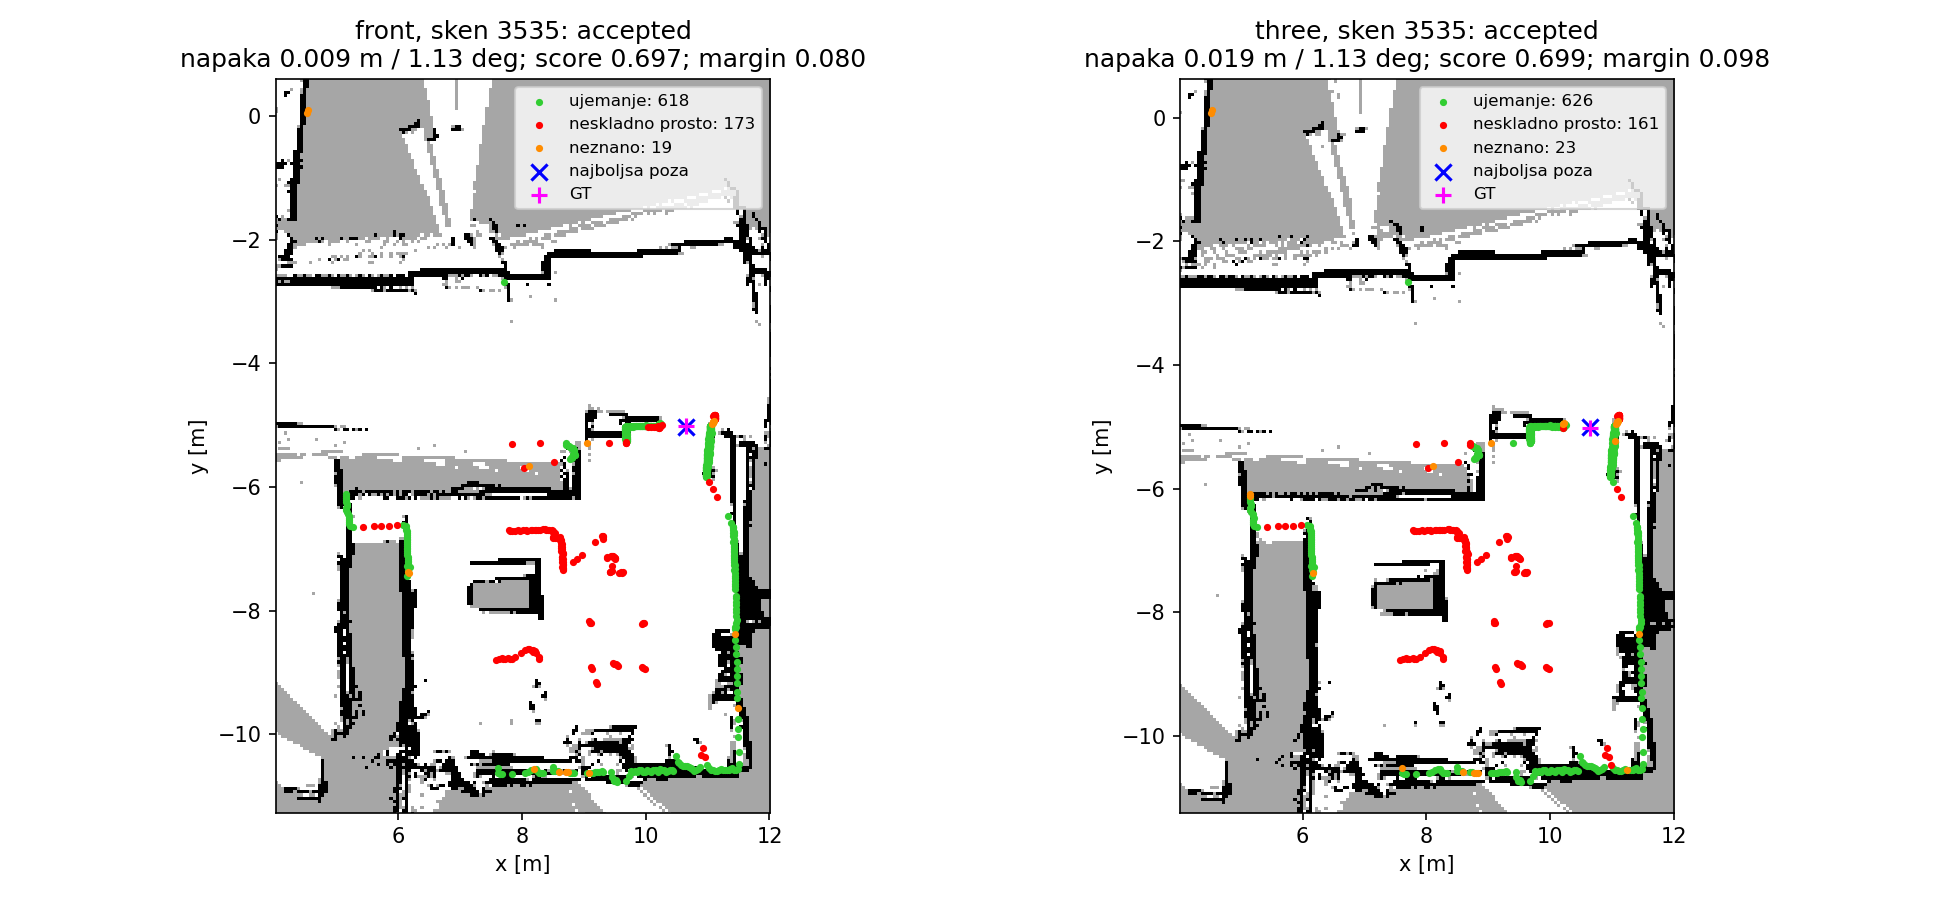 front, sken 3535: accepted
napaka 0.009 m / 1.13 deg; score 0.697; margin 0.080
ujemanje: 618
neskladno prosto: 173
neznano: 19
najboljsa poza
GT
0
−2
−4
−6
−8
−10
y [m]
6
8
10
12
x [m]
three, sken 3535: accepted
napaka 0.019 m / 1.13 deg; score 0.699; margin 0.098
ujemanje: 626
neskladno prosto: 161
neznano: 23
najboljsa poza
GT
0
−2
−4
−6
−8
−10
y [m]
6
8
10
12
x [m]